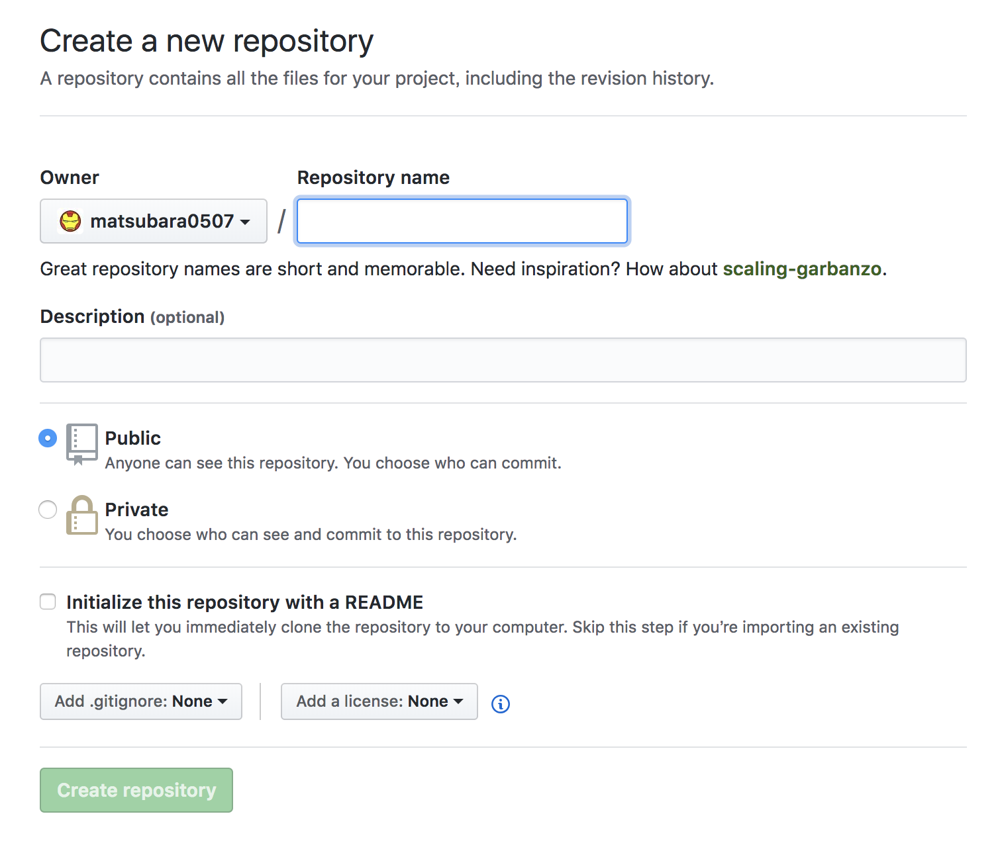 Create a new repository
A repository contains all the files for your project, including the revision history.
Owner
Repository name
matsubara0507
/
Great repository names are short and memorable. Need inspiration? How about scaling-garbanzo.
Description (optional)
Public
Anyone can see this repository. You choose who can commit.
Private
You choose who can see and commit to this repository.
Initialize this repository with a README
This will let you immediately clone the repository to your computer. Skip this step if you’re importing an existing
repository.
Add .gitignore: None
Add a license: None
Create repository